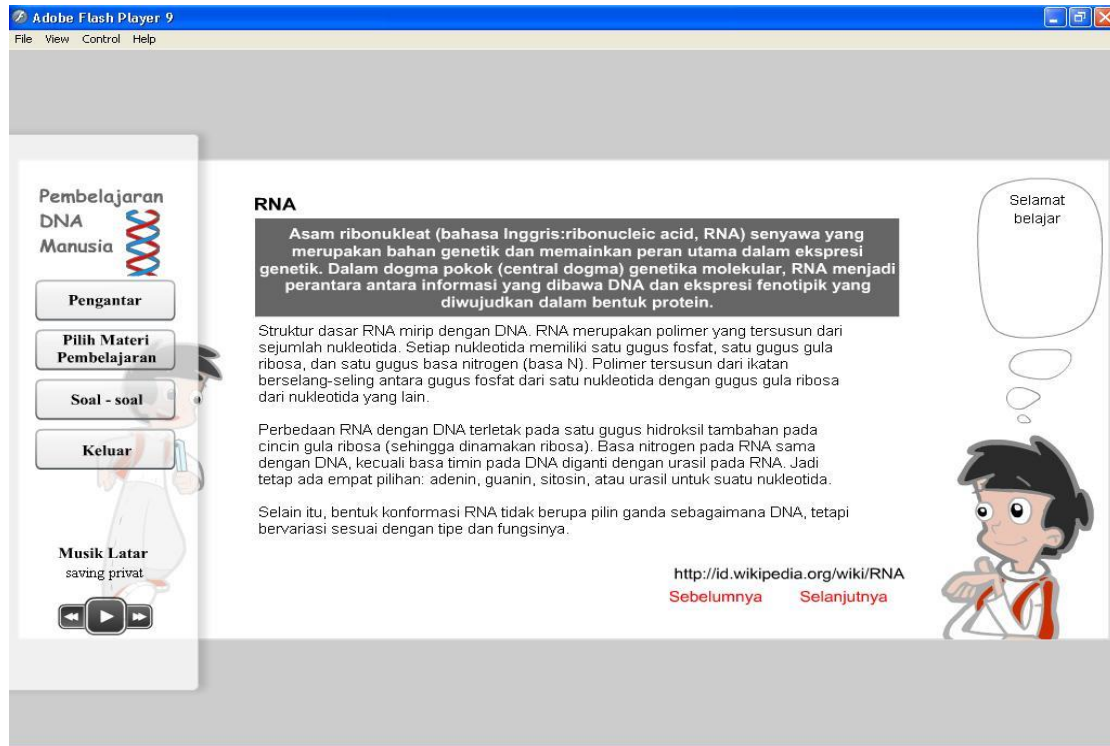 Adobe Flash Player 9
File View Control Help
Pembelajaran
DNA
Manusia
Pengantar
Pilih Materi
Pembelajaran
Soal - soal
Keluar
Musik Latar
saving privat
RNA
Asam ribonukleat (bahasa Inggris:ribonucleic acid, RNA) senyawa yang
merupakan bahan genetik dan memainkan peran utama dalam ekspresi
genetik. Dalam dogma pokok (central dogma) genetika molekular, RNA menjadi
perantara antara informasi yang dibawa DNA dan ekspresi fenotipik yang
diwujudkan dalam bentuk protein.
Struktur dasar RNA mirip dengan DNA. RNA merupakan polimer yang tersusun dari
sejumlah nukleotida. Setiap nukleotida memiliki satu gugus fosfat, satu gugus gula
ribosa, dan satu gugus basa nitrogen (basa N). Polimer tersusun dari ikatan
berselang-seling antara gugus fosfat dari satu nukleotida dengan gugus gula ribosa
dari nukleotida yang lain.
Perbedaan RNA dengan DNA terletak pada satu gugus hidroksil tambahan pada
cincin gula ribosa (sehingga dinamakan ribosa). Basa nitrogen pada RNA sama
dengan DNA, kecuali basa timin pada DNA diganti dengan urasil pada RNA. Jadi
tetap ada empat pilihan: adenin, guanin, sitosin, atau urasil untuk suatu nukleotida.
Selain itu, bentuk konformasi RNA tidak berupa pilin ganda sebagaimana DNA, tetapi
bervariasi sesuai dengan tipe dan fungsinya.
http://id.wikipedia.org/wiki/RNA
Sebelumnya Selanjutnya
Selamat
belajar